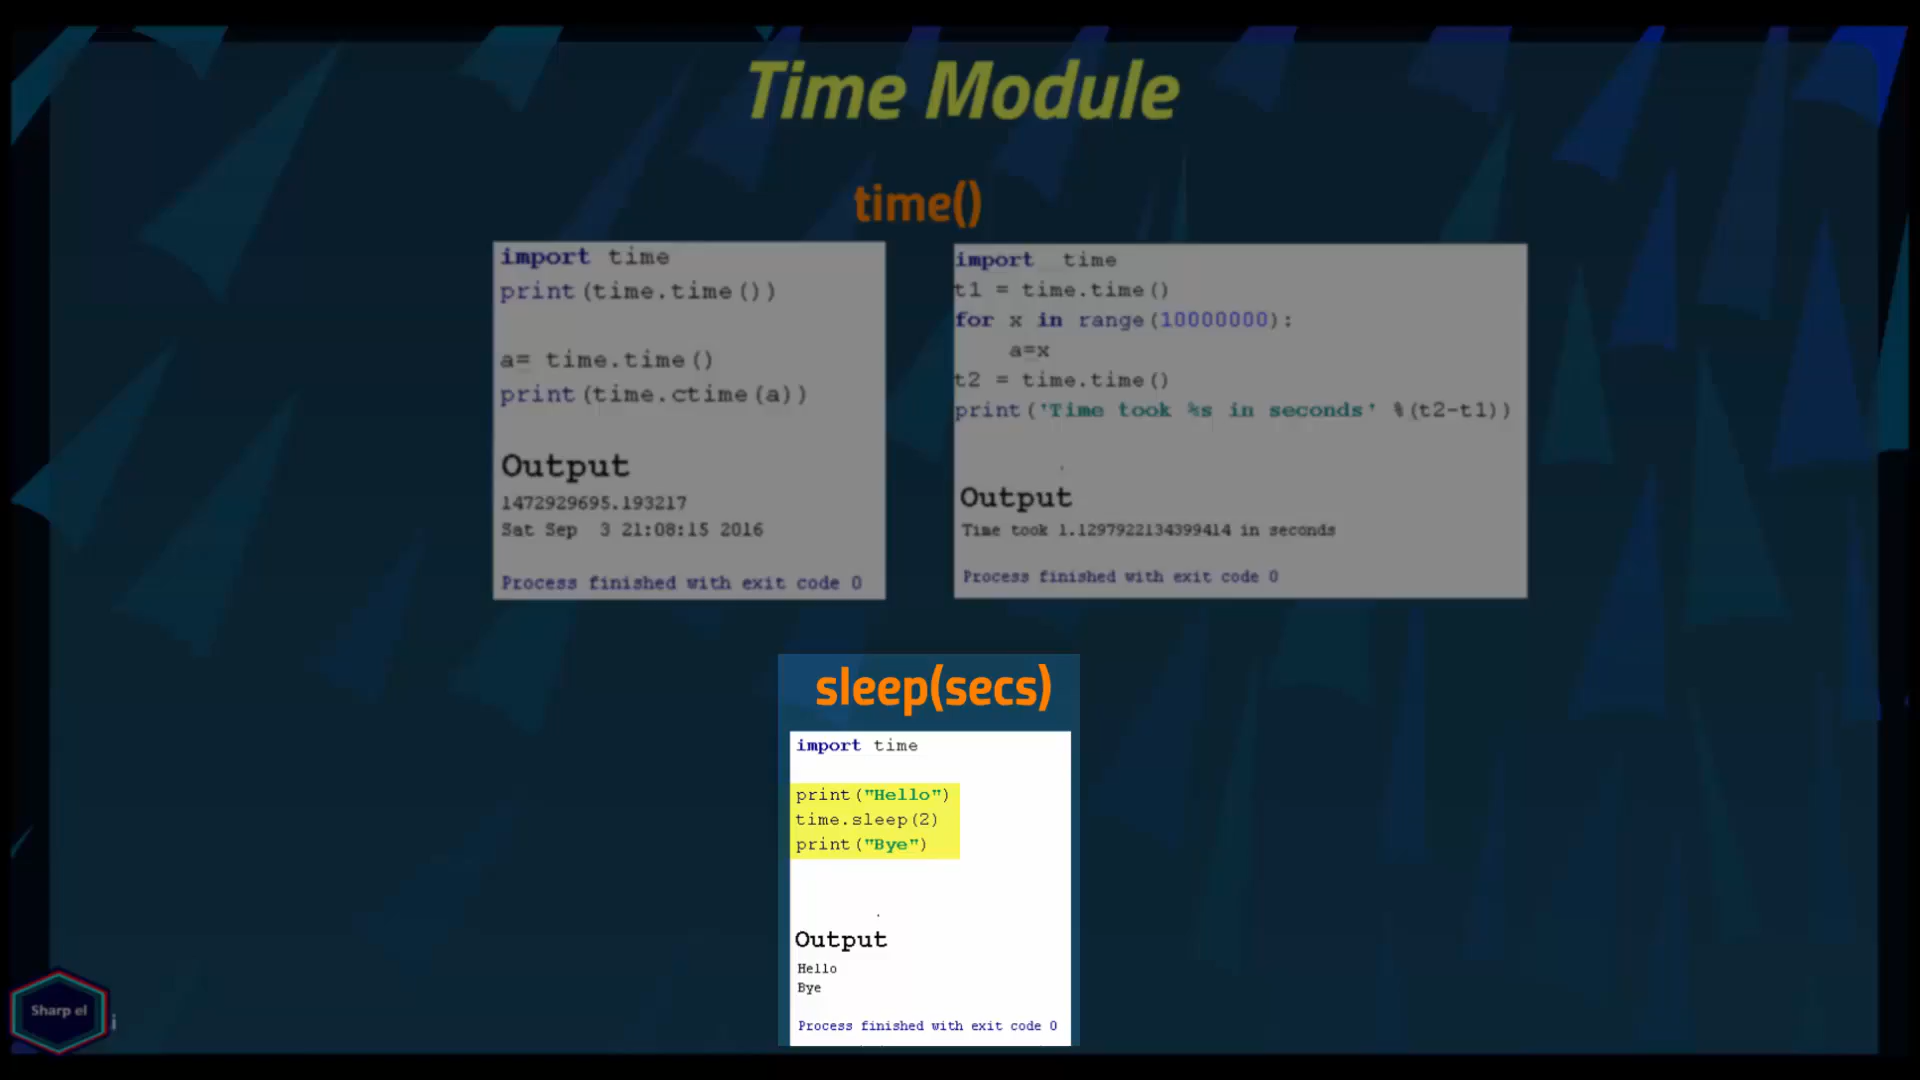 Time Module
time()
import time
print(time.time())
a= time.time()
print(time.ctime(a))
Output
1472929695.193217
Sat Sep  3 21:08:15 2016
Process finished with exit code 0
import  time
t1 = time.time()
for x in range(10000000):
    a=x
t2 = time.time()
print('Time took %s in seconds' %(t2-t1))
Output
Time took 1.1297922134399414 in seconds
Process finished with exit code 0
sleep(secs)
import time
print("Hello")
time.sleep(2)
print("Bye")
Output
Hello
Bye
Process finished with exit code 0
Sharp el
i